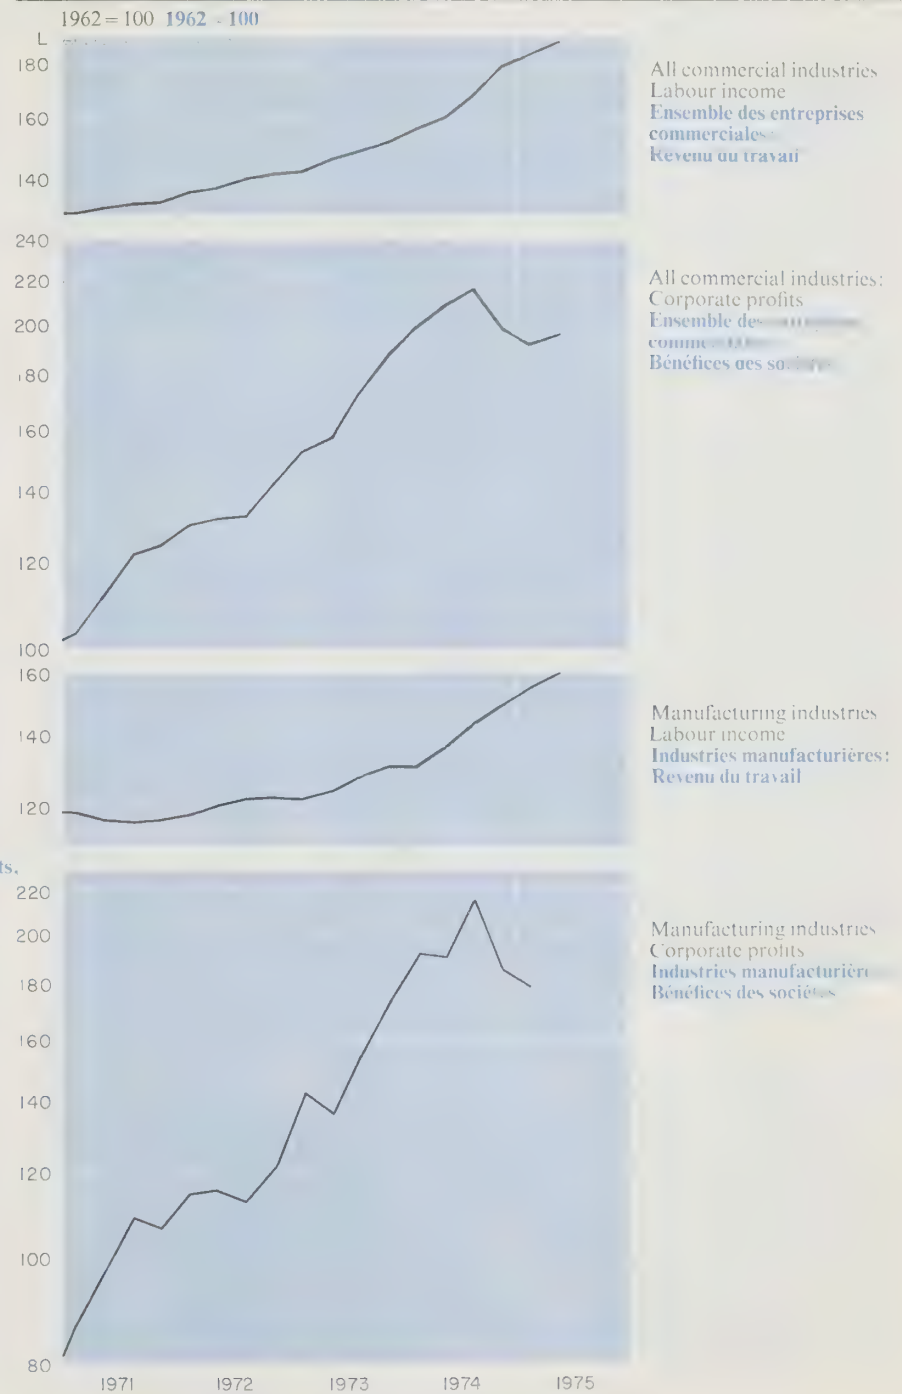 1962 = 100 1962 - 100
L
180
160
140
All commercial industries
Labour income
Ensemble des entreprises
commerciales
Revenu du travail
240
220
200
180
160
140
120
100
All commercial industries:
Corporate profits
Ensemble des
Bénéfices des
160
140
120
Manufacturing industries
Labour income
Industries manufacturières:
Revenu du travail
ts.
220
200
180
160
140
120
100
80
Manufacturing industries
Corporate profits
Industries manufacturières
Bénéfices des sociétés
1971 1972 1973 1974 1975